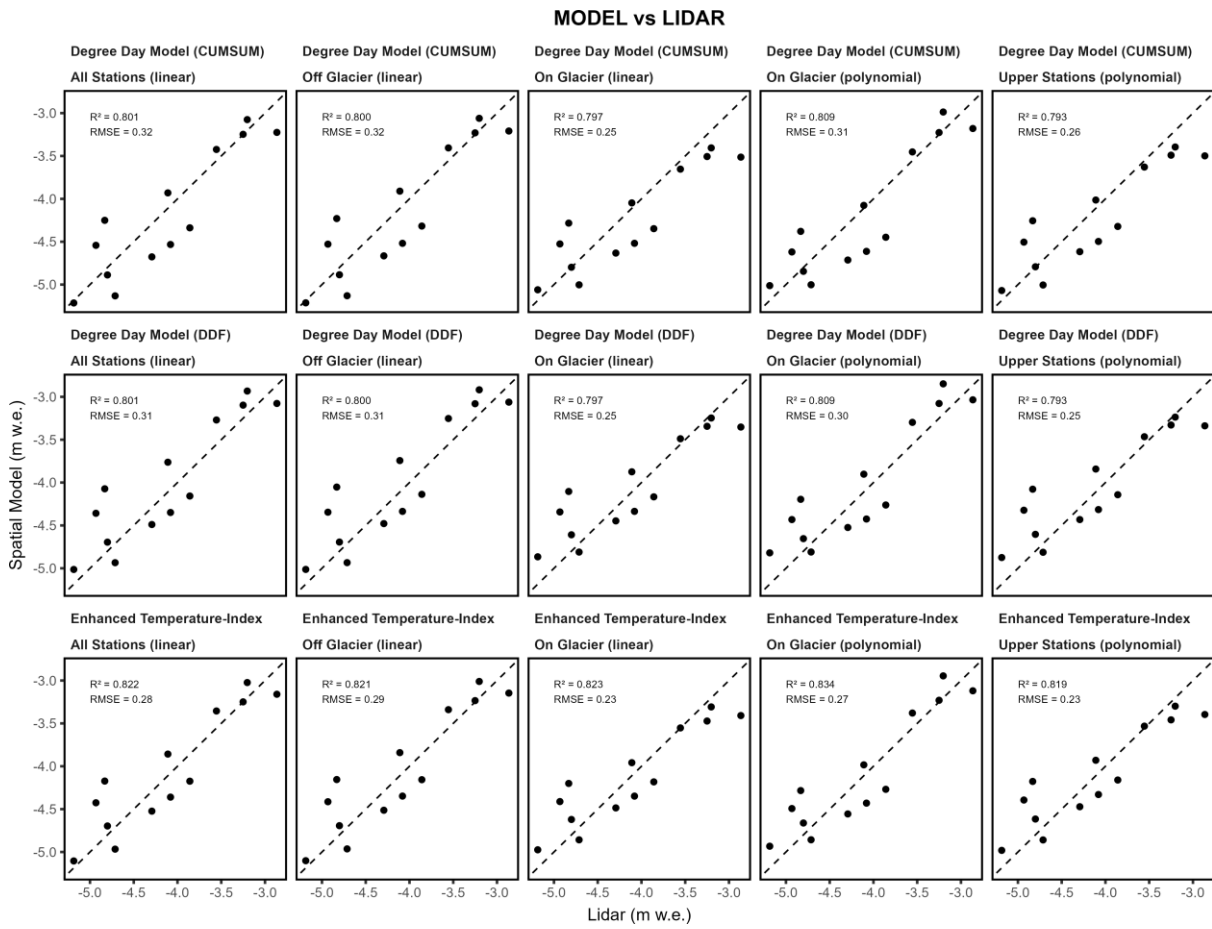 MODEL vs LIDAR
Degree Day Model (CUMSUM)
All Stations (linear)
R² = 0.801
RMSE = 0.32
Degree Day Model (CUMSUM)
Off Glacier (linear)
R² = 0.800
RMSE = 0.32
Degree Day Model (CUMSUM)
On Glacier (linear)
R² = 0.797
RMSE = 0.25
Degree Day Model (CUMSUM)
On Glacier (polynomial)
R² = 0.809
RMSE = 0.31
Degree Day Model (CUMSUM)
Upper Stations (polynomial)
R² = 0.793
RMSE = 0.26
-3.0
-3.5
-4.0
-4.5
-5.0
Degree Day Model (DDF)
All Stations (linear)
R² = 0.801
RMSE = 0.31
Degree Day Model (DDF)
Off Glacier (linear)
R² = 0.800
RMSE = 0.31
Degree Day Model (DDF)
On Glacier (linear)
R² = 0.797
RMSE = 0.25
Degree Day Model (DDF)
On Glacier (polynomial)
R² = 0.809
RMSE = 0.30
Degree Day Model (DDF)
Upper Stations (polynomial)
R² = 0.793
RMSE = 0.25
-3.0
-3.5
-4.0
-4.5
-5.0
Spatial Model (m w.e.)
Enhanced Temperature-Index
All Stations (linear)
R² = 0.822
RMSE = 0.28
Enhanced Temperature-Index
Off Glacier (linear)
R² = 0.821
RMSE = 0.29
Enhanced Temperature-Index
On Glacier (linear)
R² = 0.823
RMSE = 0.23
Enhanced Temperature-Index
On Glacier (polynomial)
R² = 0.834
RMSE = 0.27
Enhanced Temperature-Index
Upper Stations (polynomial)
R² = 0.819
RMSE = 0.23
-3.0
-3.5
-4.0
-4.5
-5.0
-5.0 -4.5 -4.0 -3.5 -3.0 -5.0 -4.5 -4.0 -3.5 -3.0 -5.0 -4.5 -4.0 -3.5 -3.0 -5.0 -4.5 -4.0 -3.5 -3.0 -5.0 -4.5 -4.0 -3.5 -3.0
Lidar (m w.e.)